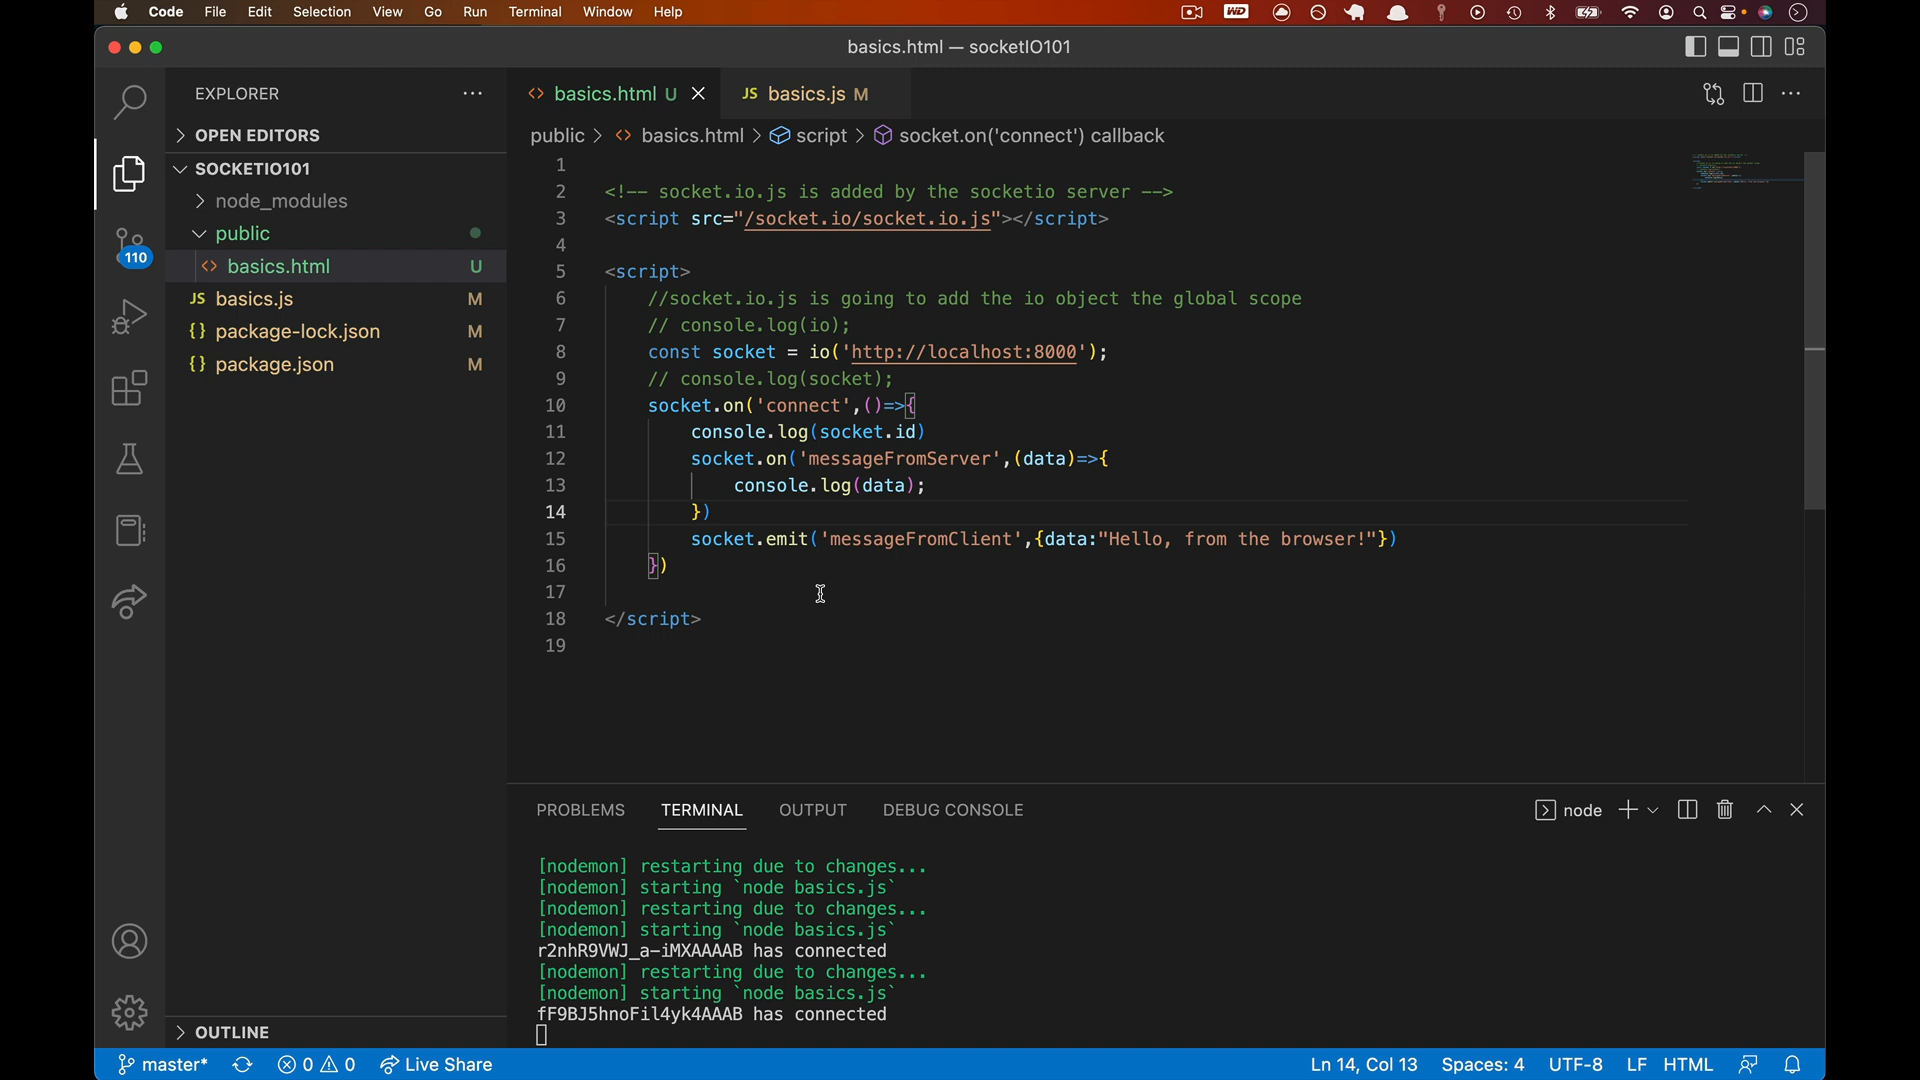 Code File Edit Selection View Go Run Terminal Window Help
WD
basics.html — socketIO101
EXPLORER
OPEN EDITORS
SOCKETIO101
node_modules
public
basics.html U
JS basics.js M
{} package-lock.json M
{} package.json M
OUTLINE
110
basics.html U
JS basics.js M
public > basics.html > script > socket.on('connect') callback
1
2 <!-- socket.io.js is added by the socketio server -->
3 <script src="/socket.io/socket.io.js"></script>
4
5 <script>
6 //socket.io.js is going to add the io object the global scope
7 // console.log(io);
8 const socket = io('http://localhost:8000');
9 // console.log(socket);
10 socket.on('connect',()=>{
11 console.log(socket.id)
12 socket.on('messageFromServer',(data)=>{
13 console.log(data);
14 })
15 socket.emit('messageFromClient',{data:"Hello, from the browser!"})
16 })
17
18 </script>
19
PROBLEMS TERMINAL OUTPUT DEBUG CONSOLE
node
[nodemon] restarting due to changes...
[nodemon] starting `node basics.js`
[nodemon] restarting due to changes...
[nodemon] starting `node basics.js`
r2nhR9VWJ_a-iMXAAAAB has connected
[nodemon] restarting due to changes...
[nodemon] starting `node basics.js`
fF9BJ5hnoFil4yk4AAAB has connected
master* 0 0 Live Share
Ln 14, Col 13 Spaces: 4 UTF-8 LF HTML